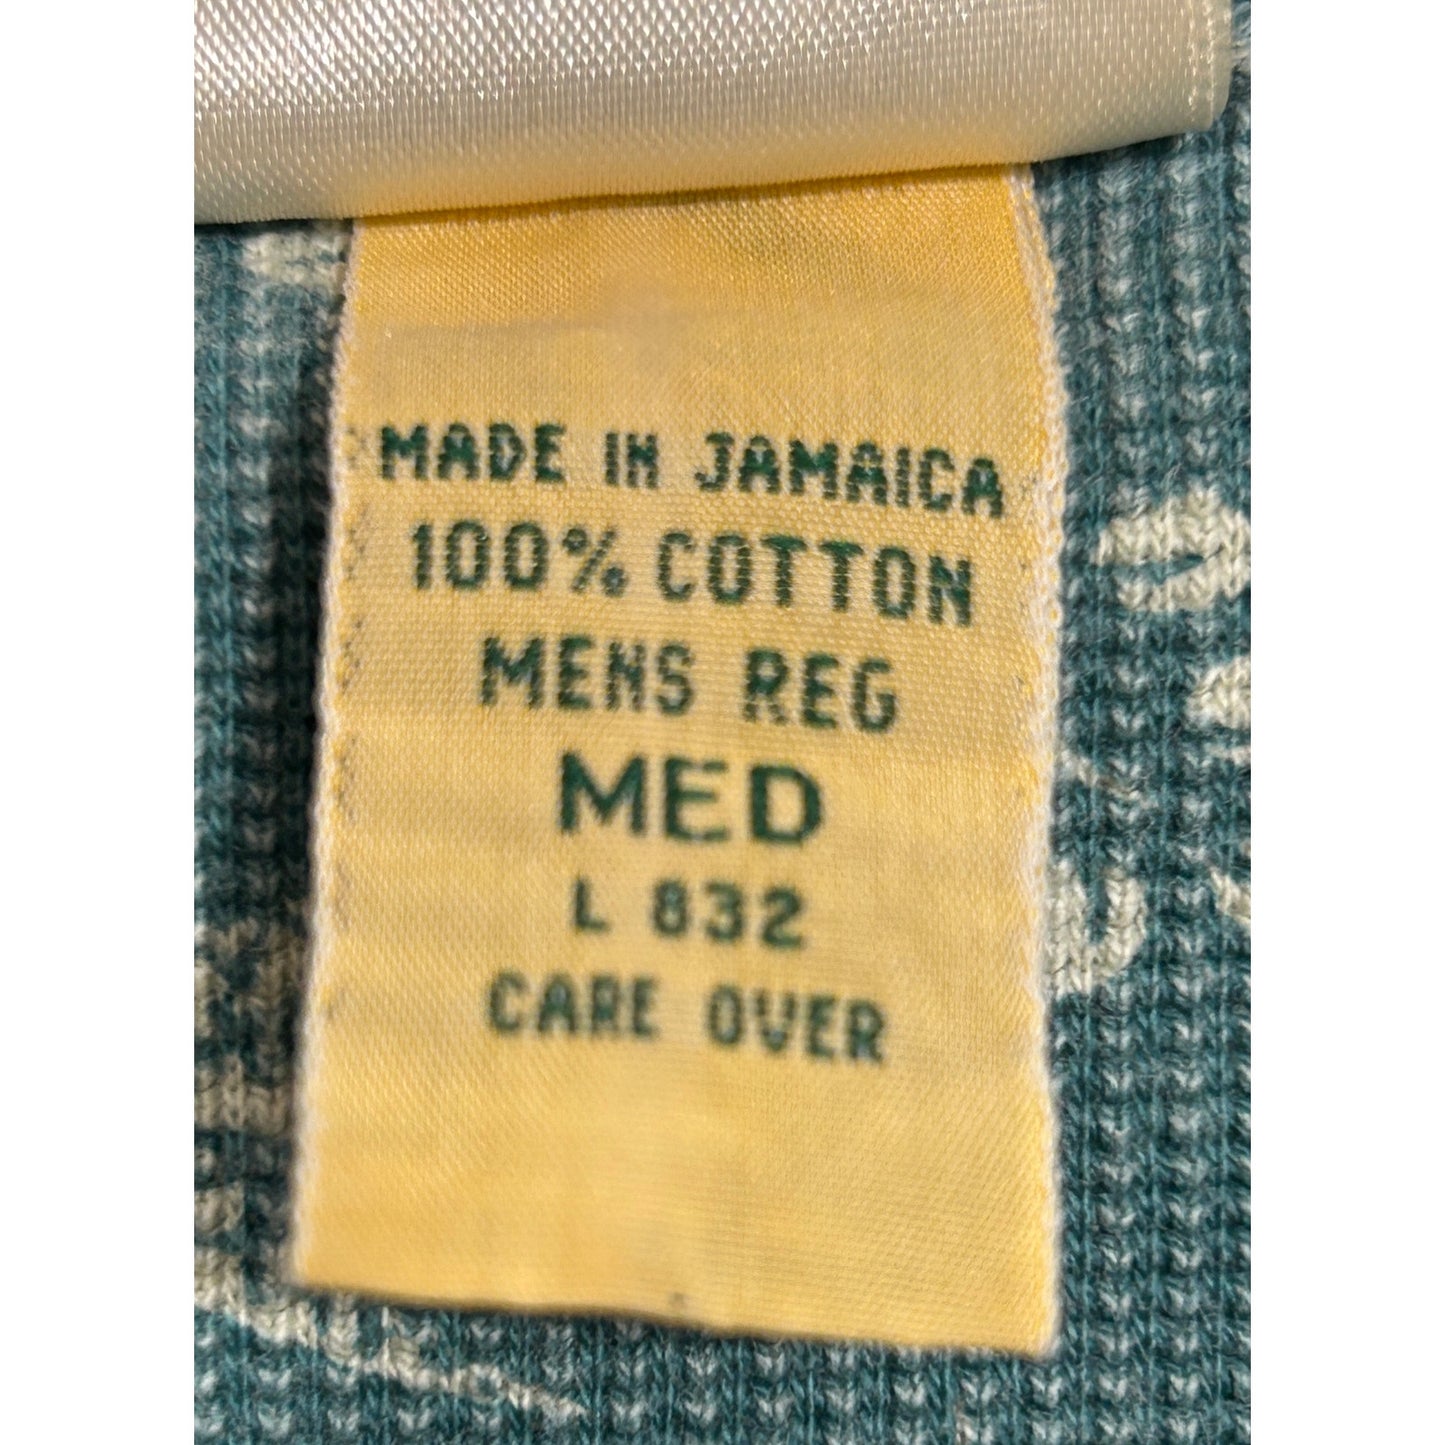 MADE IN JAMAICA
100% COTTON
MENS REG
MED
L 832
CARE OVER